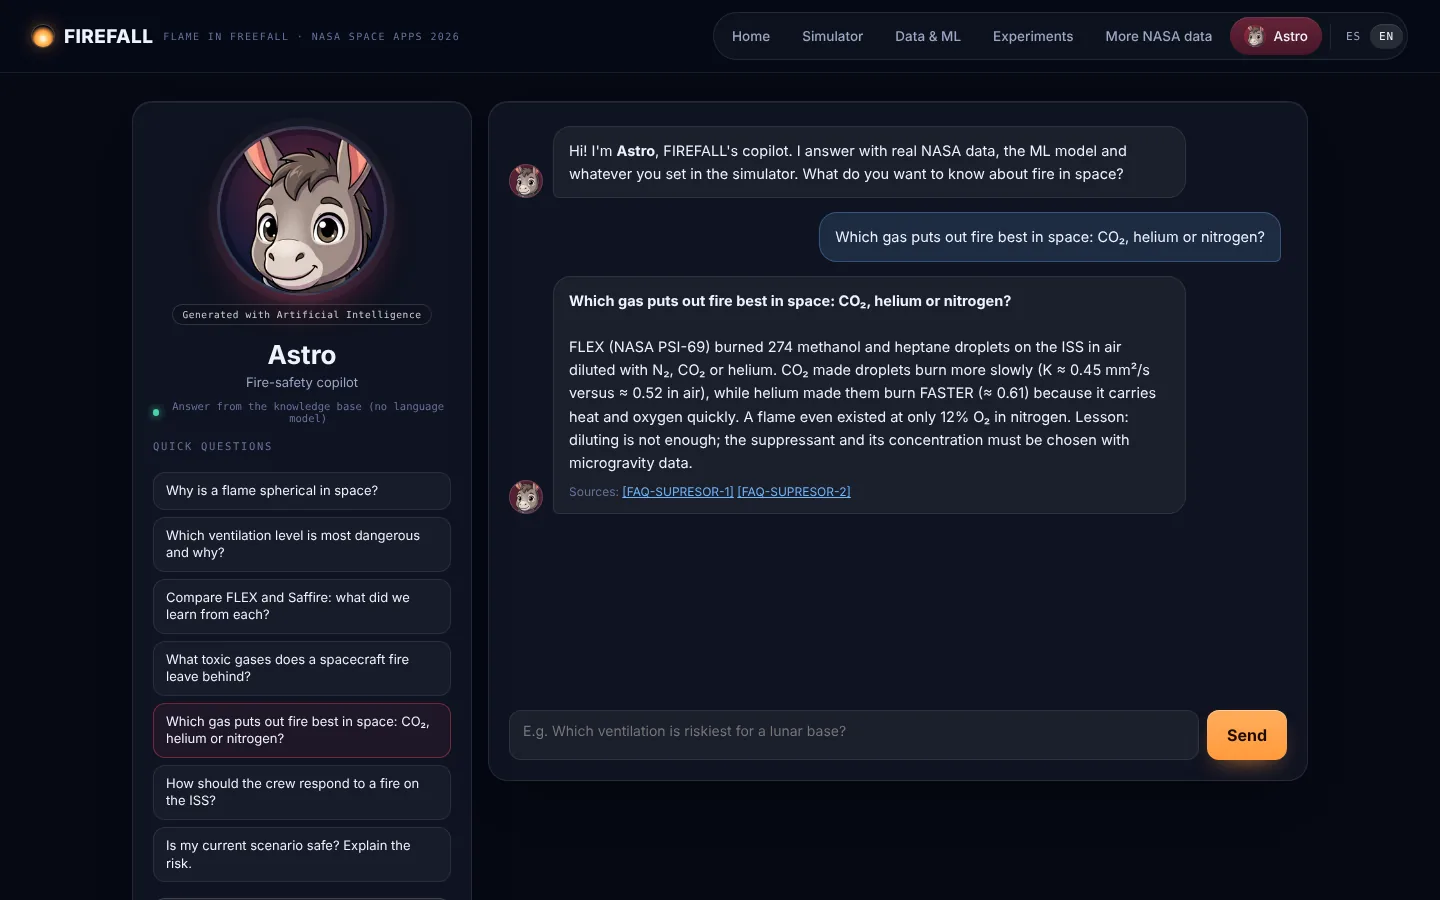 FIREFALL FLAME IN FREEFALL · NASA SPACE APPS 2026
Home Simulator Data & ML Experiments More NASA data Astro ES EN
Generated with Artificial Intelligence
Astro
Fire-safety copilot
Answer from the knowledge base (no language
model)
QUICK QUESTIONS
Why is a flame spherical in space?
Which ventilation level is most dangerous
and why?
Compare FLEX and Saffire: what did we
learn from each?
What toxic gases does a spacecraft fire
leave behind?
Which gas puts out fire best in space: CO₂,
helium or nitrogen?
How should the crew respond to a fire on
the ISS?
Is my current scenario safe? Explain the
risk.
Hi! I'm Astro, FIREFALL's copilot. I answer with real NASA data, the ML model and
whatever you set in the simulator. What do you want to know about fire in space?
Which gas puts out fire best in space: CO₂, helium or nitrogen?
Which gas puts out fire best in space: CO₂, helium or nitrogen?
FLEX (NASA PSI-69) burned 274 methanol and heptane droplets on the ISS in air
diluted with N₂, CO₂ or helium. CO₂ made droplets burn more slowly (K ≈ 0.45 mm²/s
versus ≈ 0.52 in air), while helium made them burn FASTER (≈ 0.61) because it carries
heat and oxygen quickly. A flame even existed at only 12% O₂ in nitrogen. Lesson:
diluting is not enough; the suppressant and its concentration must be chosen with
microgravity data.
Sources: [FAQ-SUPRESOR-1] [FAQ-SUPRESOR-2]
E.g. Which ventilation is riskiest for a lunar base?
Send